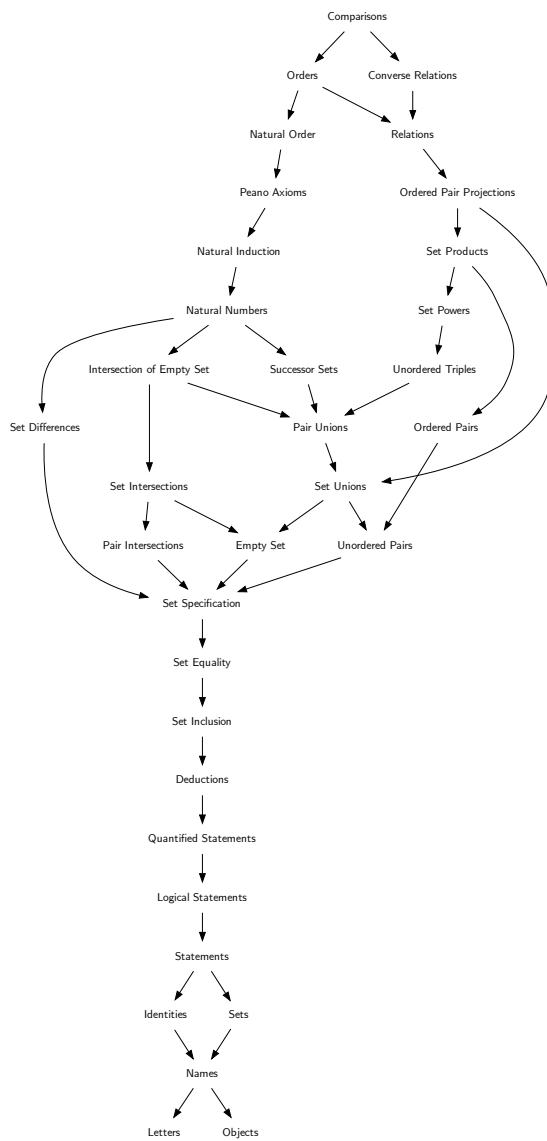 Comparisons
Orders
Converse Relations
Natural Order
Relations
Peano Axioms
Ordered Pair Projections
Natural Induction
Set Products
Natural Numbers
Set Powers
Intersection of Empty Set
Successor Sets
Unordered Triples
Set Differences
Pair Unions
Ordered Pairs
Set Intersections
Set Unions
Pair Intersections
Empty Set
Unordered Pairs
Set Specification
Set Equality
Set Inclusion
Deductions
Quantified Statements
Logical Statements
Statements
Identities
Sets
Names
Letters
Objects